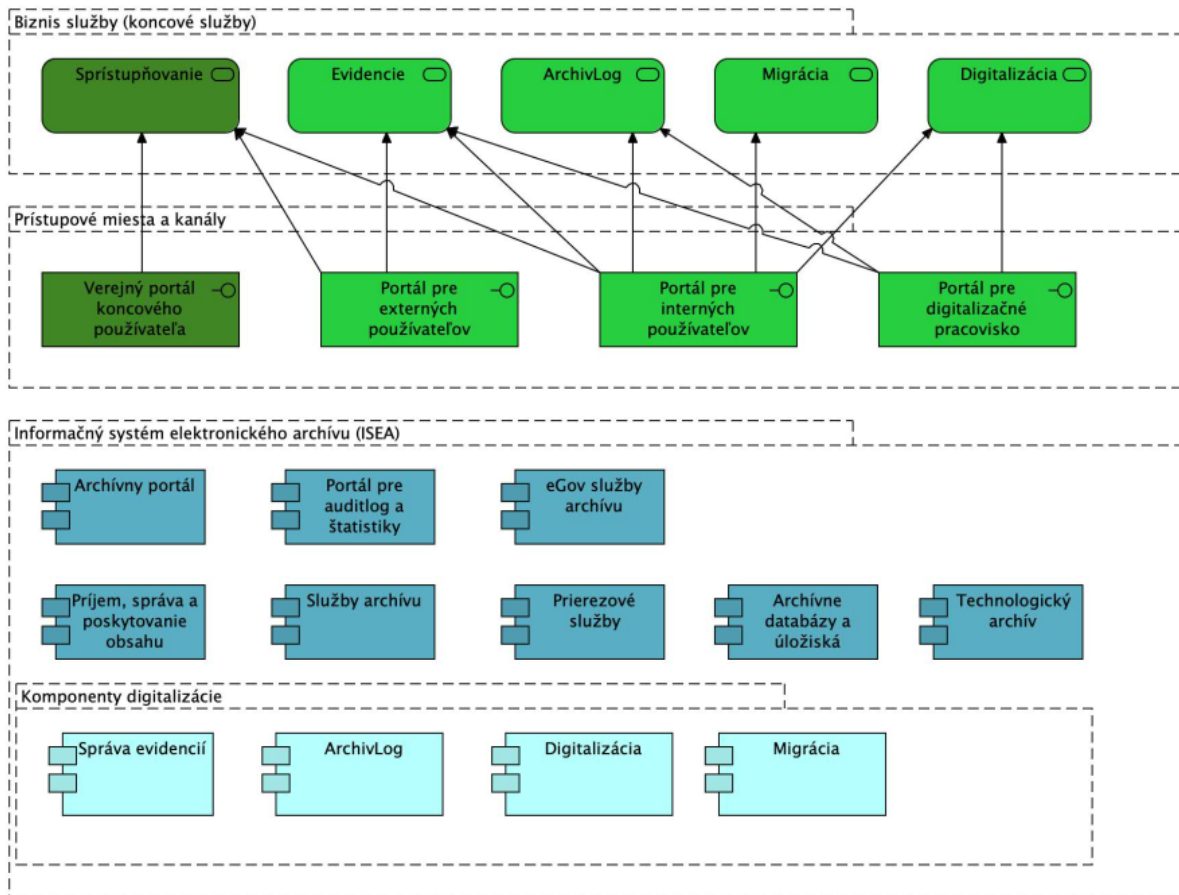 Biznis služby (koncové služby)
Sprístupňovanie
Evidencie
ArchivLog
Migrácia
Digitalizácia
Prístupové miesta a kanály
Verejný portál
koncového
používateľa
Portál pre
externých
používateľov
Portál pre
interných
používateľov
Portál pre
digitalizačné
pracovisko
Informačný systém elektronického archívu (ISEA)
Archívny portál
Portál pre
auditlog a
štatistiky
eGov služby
archívu
Príjem, správa a
poskytovanie
obsahu
Služby archívu
Prierezové
služby
Archívne
databázy a
úložiská
Technologický
archív
Komponenty digitalizácie
Správa evidencií
ArchivLog
Digitalizácia
Migrácia